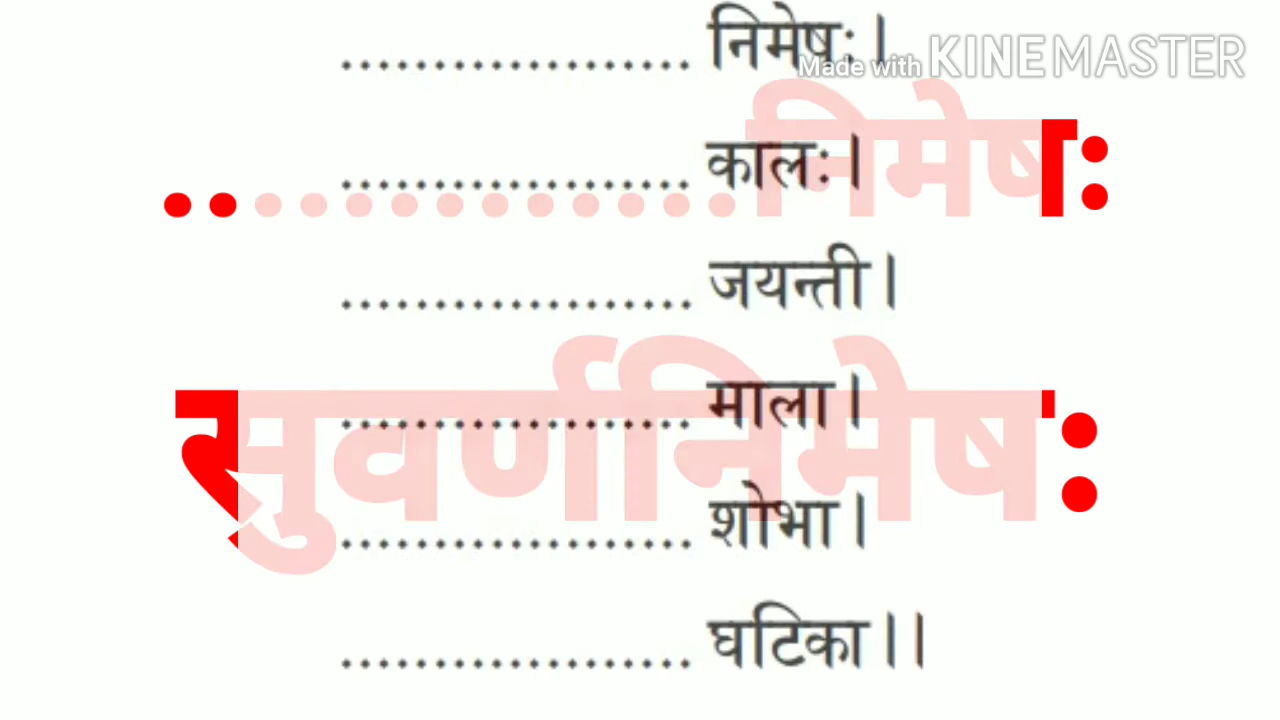 ................... निमेषः।
Made with KINEMASTER
................... कालः।
.............निमेषः
................... जयन्ती।
................... माला।
सुवर्णनिमेषः
................... शोभा।
................... घटिका।।